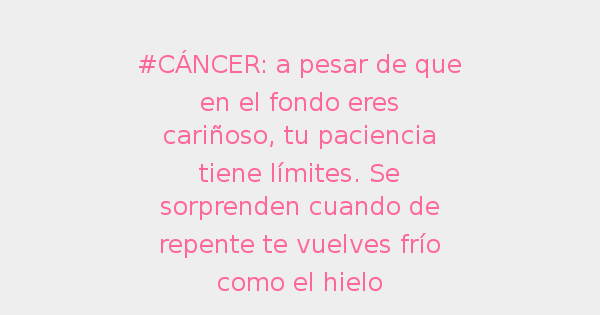 #CÁNCER: a pesar de que
en el fondo eres
cariñoso, tu paciencia
tiene límites. Se
sorprenden cuando de
repente te vuelves frío
como el hielo